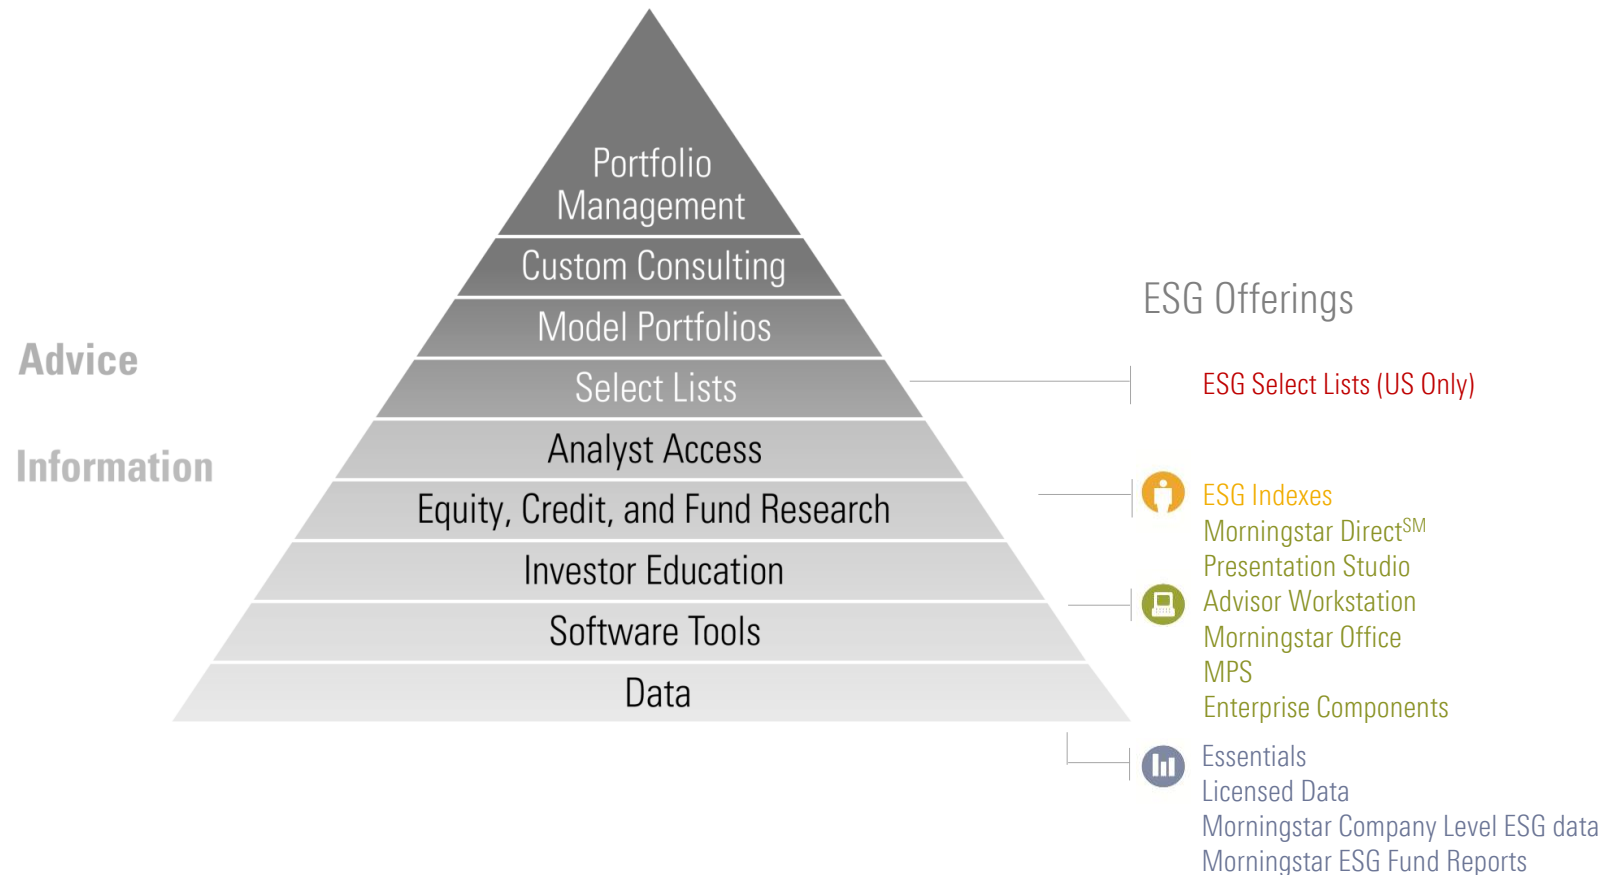 Portfolio
Management
Custom Consulting
Model Portfolios
Select Lists
Analyst Access
Equity, Credit, and Fund Research
Investor Education
Software Tools
Data
Advice
Information
ESG Offerings
ESG Select Lists (US Only)
ESG Indexes
Morningstar Direct℠
Presentation Studio
Advisor Workstation
Morningstar Office
MPS
Enterprise Components
Essentials
Licensed Data
Morningstar Company Level ESG data
Morningstar ESG Fund Reports